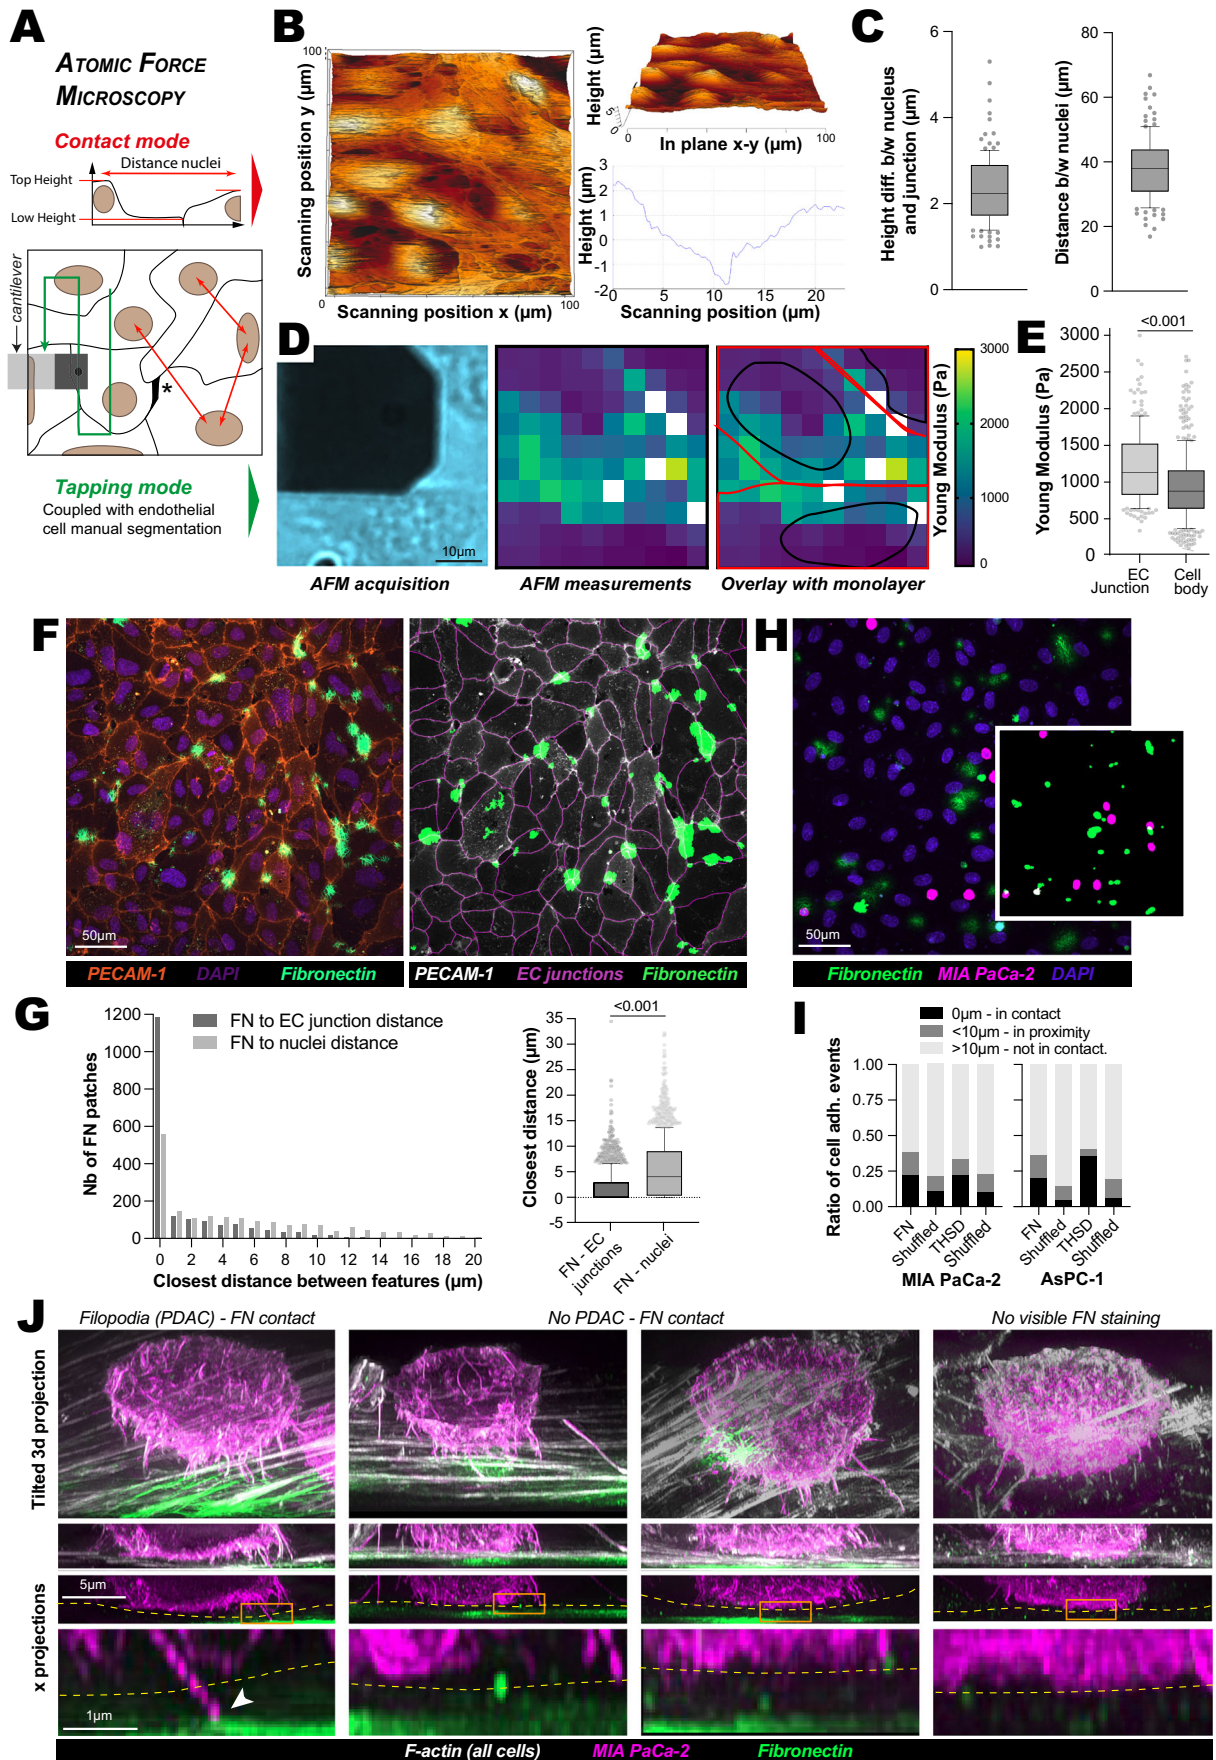 A
ATOMIC FORCE
MICROSCOPY
Contact mode
Distance nuclei
Top Height
Low Height
cantilever
*
Tapping mode
Coupled with endothelial
cell manual segmentation
B
100
Scanning position y (µm)
0
100
Scanning position x (µm)
Height (µm)
5
0
0
100
In plane x-y (µm)
Height (µm)
3
2
1
0
-1
-2
0
5
10
15
20
Scanning position (µm)
C
Height diff. b/w nucleus
and junction (µm)
6
4
2
0
Distance b/w nuclei (µm)
80
60
40
20
0
D
10µm
AFM acquisition
AFM measurements
Overlay with monolayer
Young Modulus (Pa)
3000
2000
1000
0
E
Young Modulus (Pa)
<0.001
3000
2500
2000
1500
1000
500
0
EC
Junction
Cell
body
F
50µm
PECAM-1 DAPI Fibronectin
PECAM-1 EC junctions Fibronectin
H
50µm
Fibronectin MIA PaCa-2 DAPI
G
Nb of FN patches
1200
1000
800
600
400
200
0
FN to EC junction distance
FN to nuclei distance
0 2 4 6 8 10 12 14 16 18 20
Closest distance between features (µm)
Closest distance (µm)
<0.001
35
30
25
20
15
10
5
0
-5
FN - EC
junctions
FN - nuclei
I
0µm - in contact
<10µm - in proximity
>10µm - not in contact.
Ratio of cell adh. events
1.00
0.75
0.50
0.25
0.00
FN
Shuffled
THSD
Shuffled
MIA PaCa-2
FN
Shuffled
THSD
Shuffled
AsPC-1
J
Filopodia (PDAC) - FN contact
No PDAC - FN contact
No visible FN staining
Tilted 3d projection
x projections
5µm
1µm
F-actin (all cells) MIA PaCa-2 Fibronectin